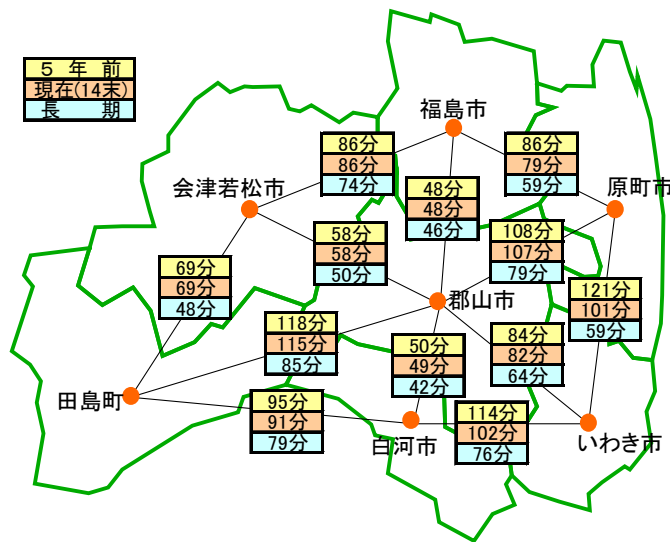 5 年 前
現在(14末)
長 期
福島市
86分
86分
74分
86分
79分
59分
会津若松市
48分
48分
46分
原町市
58分
58分
50分
108分
107分
79分
69分
69分
48分
郡山市
121分
101分
59分
118分
115分
85分
50分
49分
42分
84分
82分
64分
田島町
95分
91分
79分
白河市
114分
102分
76分
いわき市